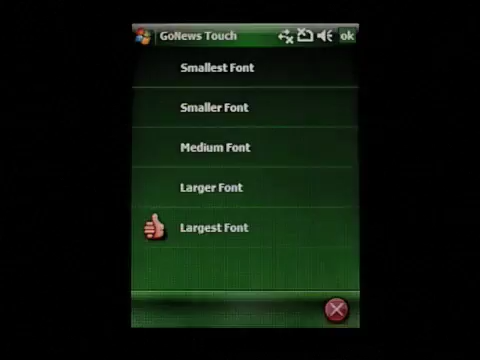 GoNews Touch ok
Smallest Font
Smaller Font
Medium Font
Larger Font
Largest Font